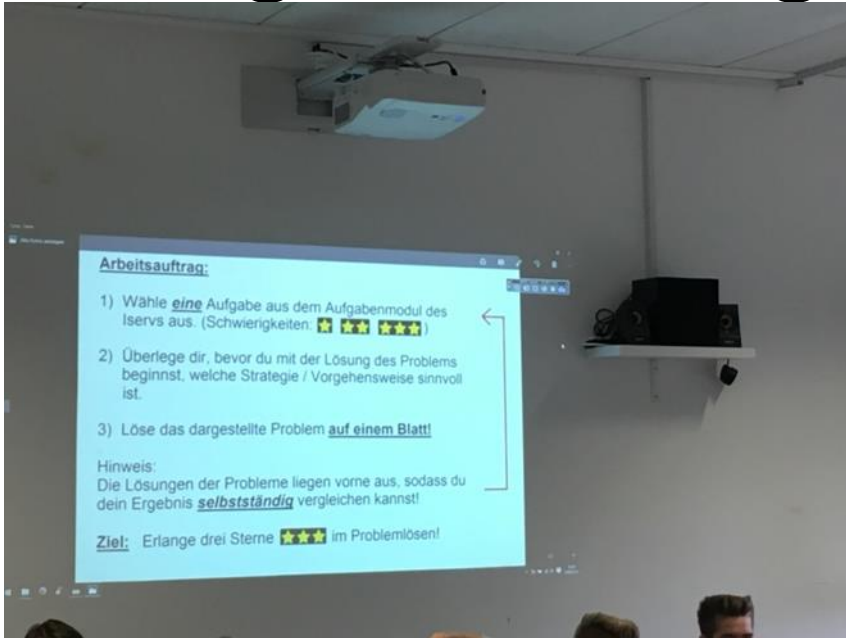 Arbeitsauftrag:
1) Wähle eine Aufgabe aus dem Aufgabenmodul des
Iservs aus. (Schwierigkeiten: ★ ★★ ★★★)
2) Überlege dir, bevor du mit der Lösung des Problems
beginnst, welche Strategie / Vorgehensweise sinnvoll
ist.
3) Löse das dargestellte Problem auf einem Blatt!
Hinweis:
Die Lösungen der Probleme liegen vorne aus, sodass du
dein Ergebnis selbstständig vergleichen kannst!
Ziel: Erlange drei Sterne ★★★ im Problemlösen!